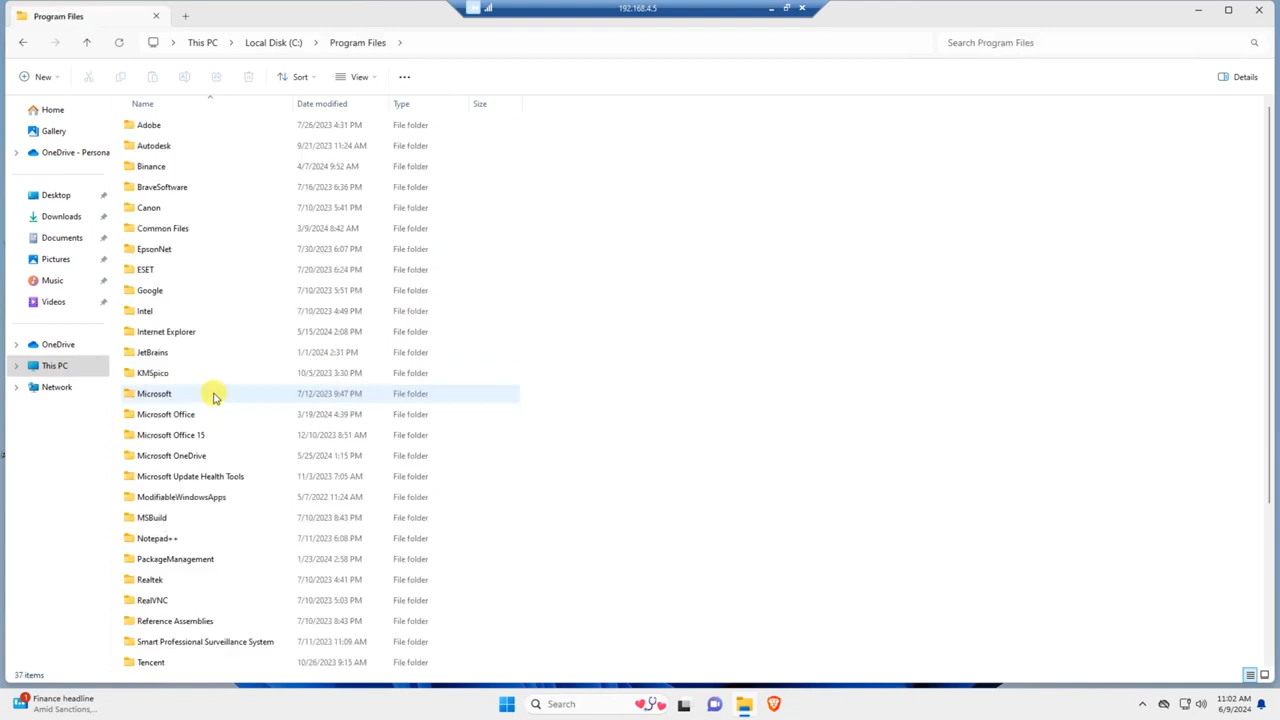 Program Files
192.168.4.5
This PC
Local Disk (C:)
Program Files
Search Program Files
New
Sort
View
Details
Name Date modified Type Size
Home
Gallery
OneDrive - Persona
Desktop
Downloads
Documents
Pictures
Music
Videos
OneDrive
This PC
Network
Adobe 7/26/2023 4:31 PM File folder
Autodesk 9/21/2023 11:24 AM File folder
Binance 4/7/2024 9:52 AM File folder
BraveSoftware 7/16/2023 6:36 PM File folder
Canon 7/10/2023 5:41 PM File folder
Common Files 3/9/2024 8:42 AM File folder
EpsonNet 7/30/2023 6:07 PM File folder
ESET 7/20/2023 6:24 PM File folder
Google 7/10/2023 5:51 PM File folder
Intel 7/10/2023 4:49 PM File folder
Internet Explorer 5/15/2024 2:08 PM File folder
JetBrains 1/1/2024 2:31 PM File folder
KMSpico 10/5/2023 3:30 PM File folder
Microsoft 7/12/2023 9:47 PM File folder
Microsoft Office 3/19/2024 4:39 PM File folder
Microsoft Office 15 12/10/2023 8:51 AM File folder
Microsoft OneDrive 5/25/2024 1:15 PM File folder
Microsoft Update Health Tools 11/3/2023 7:05 AM File folder
ModifiableWindowsApps 5/7/2022 11:24 AM File folder
MSBuild 7/10/2023 8:43 PM File folder
Notepad++ 7/11/2023 6:08 PM File folder
PackageManagement 1/23/2024 2:58 PM File folder
Realtek 7/10/2023 4:41 PM File folder
RealVNC 7/10/2023 5:03 PM File folder
Reference Assemblies 7/10/2023 8:43 PM File folder
Smart Professional Surveillance System 7/11/2023 11:09 AM File folder
Tencent 10/26/2023 9:15 AM File folder
37 items
1
Finance headline
Amid Sanctions,...
Search
11:02 AM
6/9/2024